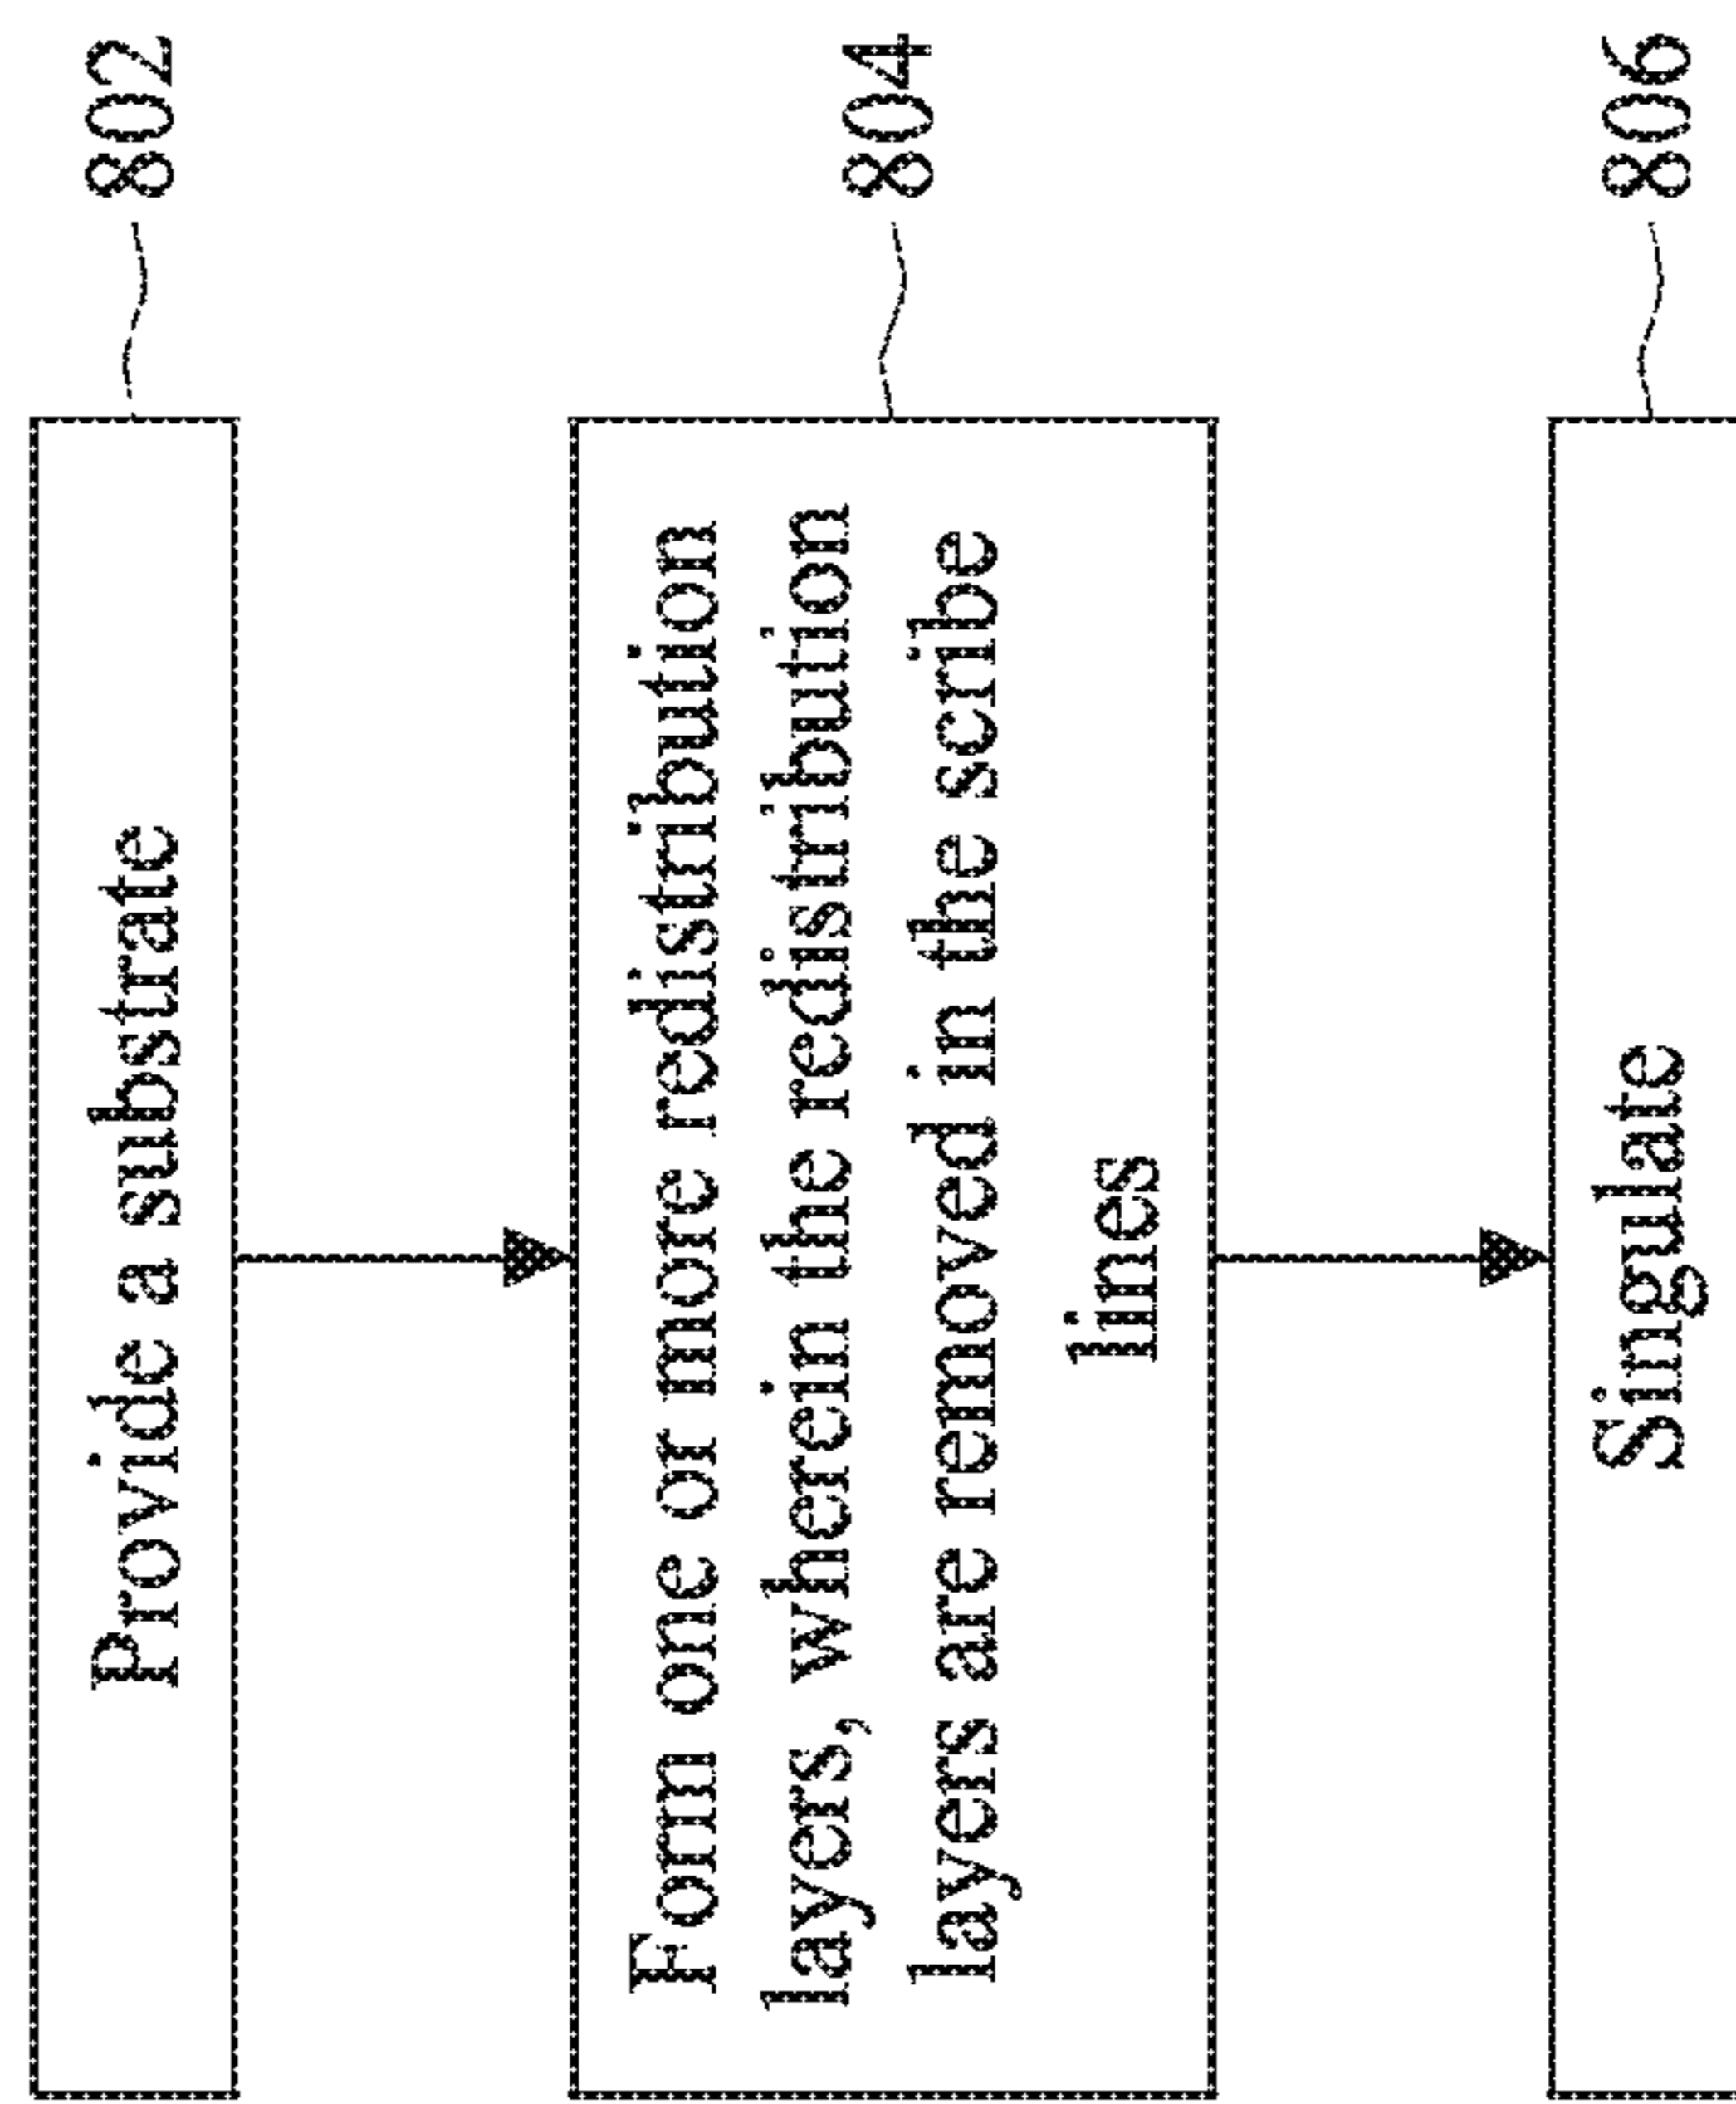 Provide a substrate
802
Form one or more redistribution
layers, wherein the redistribution
layers are removed in the scribe
lines
804
Singulate
806